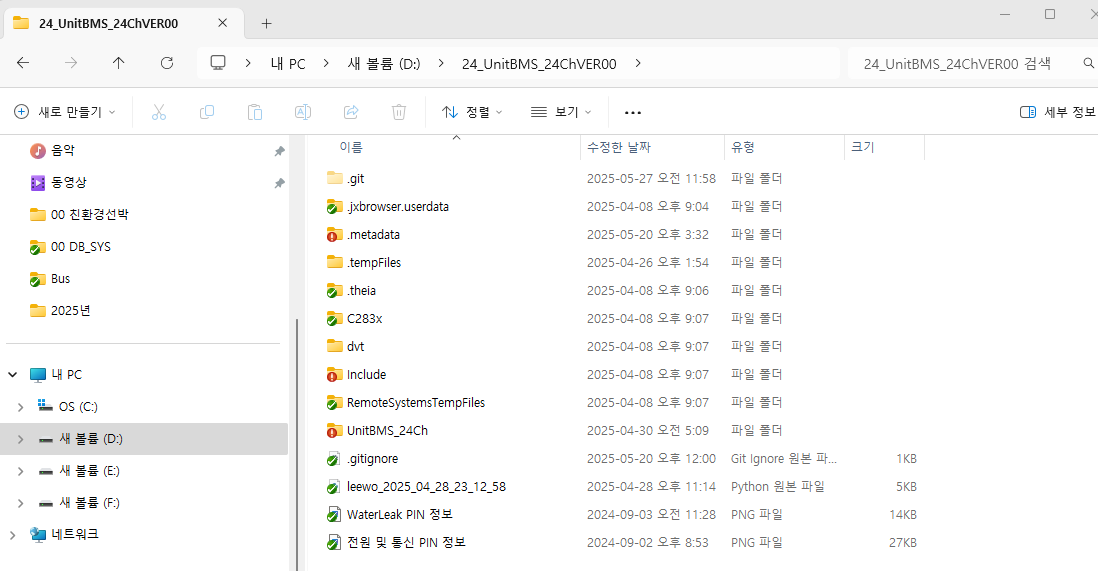 24_UnitBMS_24ChVER00
내 PC 새 볼륨 (D:) 24_UnitBMS_24ChVER00 24_UnitBMS_24ChVER00 검색
새로 만들기 정렬 보기 세부 정보
음악
동영상
00 친환경선박
00 DB_SYS
Bus
2025년
내 PC
OS (C:)
새 볼륨 (D:)
새 볼륨 (E:)
새 볼륨 (F:)
네트워크
이름 수정한 날짜 유형 크기
.git 2025-05-27 오전 11:58 파일 폴더
.jxbrowser.userdata 2025-04-08 오후 9:04 파일 폴더
.metadata 2025-05-20 오후 3:32 파일 폴더
.tempFiles 2025-04-26 오후 1:54 파일 폴더
.theia 2025-04-08 오후 9:06 파일 폴더
C283x 2025-04-08 오후 9:07 파일 폴더
dvt 2025-04-08 오후 9:07 파일 폴더
Include 2025-04-08 오후 9:07 파일 폴더
RemoteSystemsTempFiles 2025-04-08 오후 9:07 파일 폴더
UnitBMS_24Ch 2025-04-30 오전 5:09 파일 폴더
.gitignore 2025-05-20 오후 12:00 Git Ignore 원본 파... 1KB
leewo_2025_04_28_23_12_58 2025-04-28 오후 11:14 Python 원본 파일 5KB
WaterLeak PIN 정보 2024-09-03 오전 11:28 PNG 파일 14KB
전원 및 통신 PIN 정보 2024-09-02 오후 8:53 PNG 파일 27KB